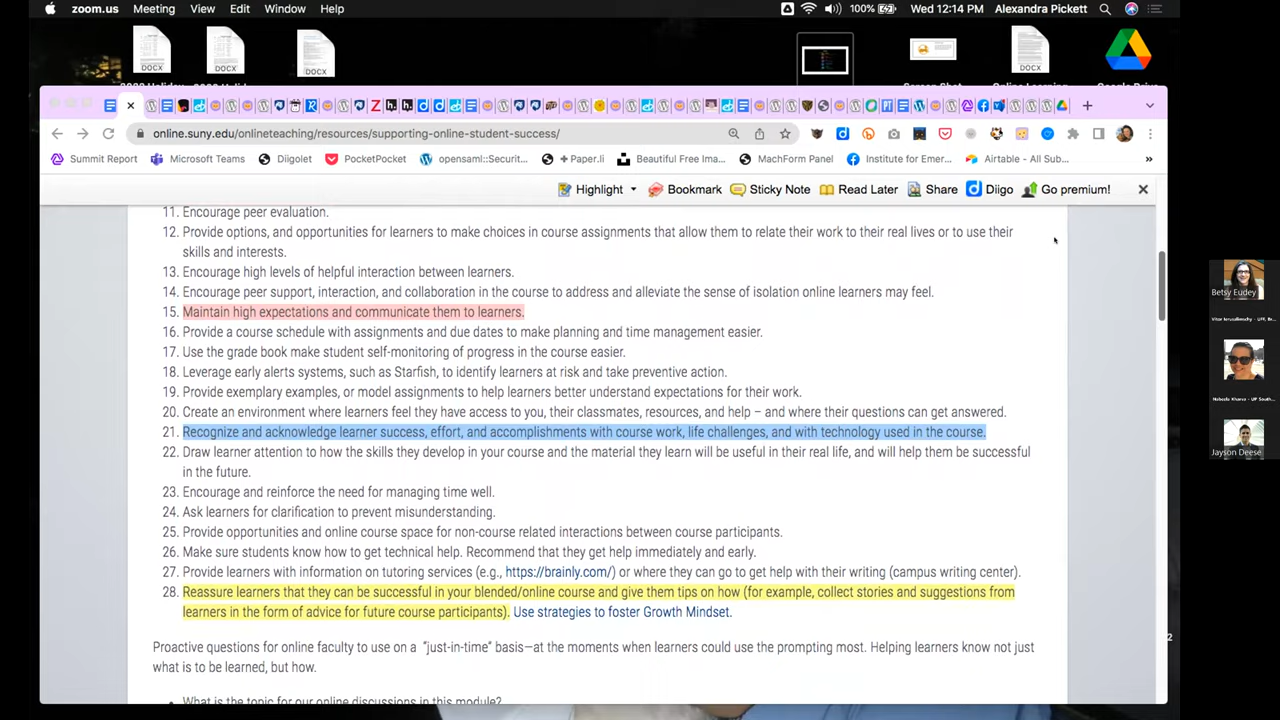 zoom.us Meeting View Edit Window Help 100% Wed 12:14 PM Alexandra Pickett
DOCX DOCX DOCX
online.suny.edu/onlineteaching/resources/supporting-online-student-success/
Summit Report Microsoft Teams Diigolet PocketPocket opensaml::Securit... + Paper.li Beautiful Free Ima... MachForm Panel Institute for Emer... Airtable - All Sub... »
Highlight Bookmark Sticky Note Read Later Share Diigo Go premium!
11. Encourage peer evaluation.
12. Provide options, and opportunities for learners to make choices in course assignments that allow them to relate their work to their real lives or to use their
skills and interests.
13. Encourage high levels of helpful interaction between learners.
14. Encourage peer support, interaction, and collaboration in the course to address and alleviate the sense of isolation online learners may feel.
15. Maintain high expectations and communicate them to learners.
16. Provide a course schedule with assignments and due dates to make planning and time management easier.
17. Use the grade book make student self-monitoring of progress in the course easier.
18. Leverage early alerts systems, such as Starfish, to identify learners at risk and take preventive action.
19. Provide exemplary examples, or model assignments to help learners better understand expectations for their work.
20. Create an environment where learners feel they have access to you, their classmates, resources, and help – and where their questions can get answered.
21. Recognize and acknowledge learner success, effort, and accomplishments with course work, life challenges, and with technology used in the course.
22. Draw learner attention to how the skills they develop in your course and the material they learn will be useful in their real life, and will help them be successful
in the future.
23. Encourage and reinforce the need for managing time well.
24. Ask learners for clarification to prevent misunderstanding.
25. Provide opportunities and online course space for non-course related interactions between course participants.
26. Make sure students know how to get technical help. Recommend that they get help immediately and early.
27. Provide learners with information on tutoring services (e.g., https://brainly.com/) or where they can go to get help with their writing (campus writing center).
28. Reassure learners that they can be successful in your blended/online course and give them tips on how (for example, collect stories and suggestions from
learners in the form of advice for future course participants). Use strategies to foster Growth Mindset.
Proactive questions for online faculty to use on a “just-in-time” basis—at the moments when learners could use the prompting most. Helping learners know not just
what is to be learned, but how.
What is the topic for our online discussions in this module?
Betsy Eudey
Jayson Deese